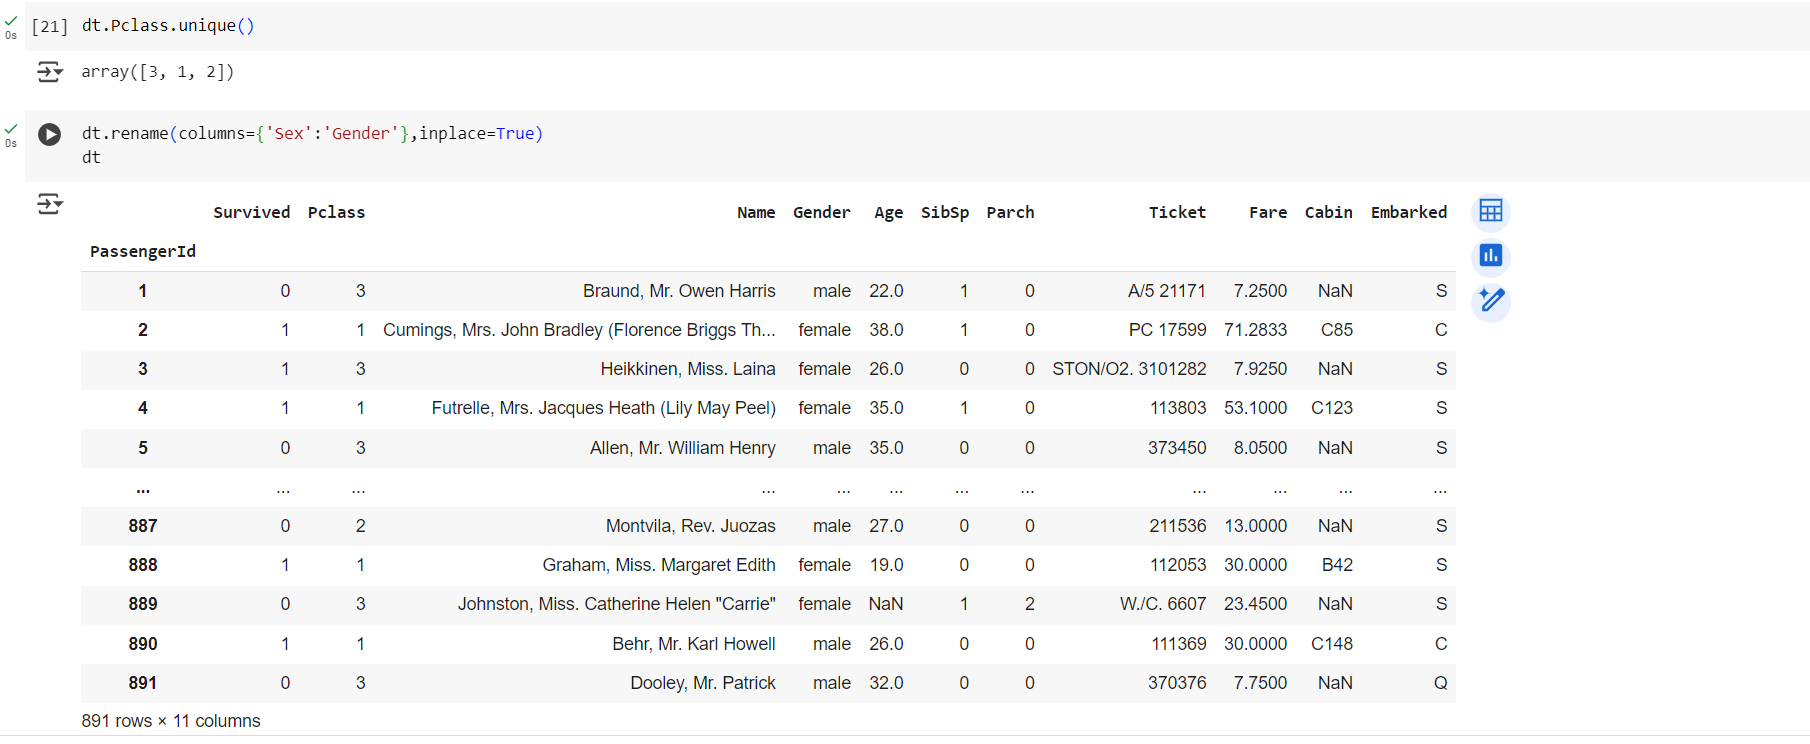 0s [21] dt.Pclass.unique()
array([3, 1, 2])
0s dt.rename(columns={'Sex':'Gender'},inplace=True)
dt
Survived Pclass Name Gender Age SibSp Parch Ticket Fare Cabin Embarked
PassengerId
1 0 3 Braund, Mr. Owen Harris male 22.0 1 0 A/5 21171 7.2500 NaN S
2 1 1 Cumings, Mrs. John Bradley (Florence Briggs Th... female 38.0 1 0 PC 17599 71.2833 C85 C
3 1 3 Heikkinen, Miss. Laina female 26.0 0 0 STON/O2. 3101282 7.9250 NaN S
4 1 1 Futrelle, Mrs. Jacques Heath (Lily May Peel) female 35.0 1 0 113803 53.1000 C123 S
5 0 3 Allen, Mr. William Henry male 35.0 0 0 373450 8.0500 NaN S
... ... ... ... ... ... ... ... ... ... ... ...
887 0 2 Montvila, Rev. Juozas male 27.0 0 0 211536 13.0000 NaN S
888 1 1 Graham, Miss. Margaret Edith female 19.0 0 0 112053 30.0000 B42 S
889 0 3 Johnston, Miss. Catherine Helen "Carrie" female NaN 1 2 W./C. 6607 23.4500 NaN S
890 1 1 Behr, Mr. Karl Howell male 26.0 0 0 111369 30.0000 C148 C
891 0 3 Dooley, Mr. Patrick male 32.0 0 0 370376 7.7500 NaN Q
891 rows × 11 columns